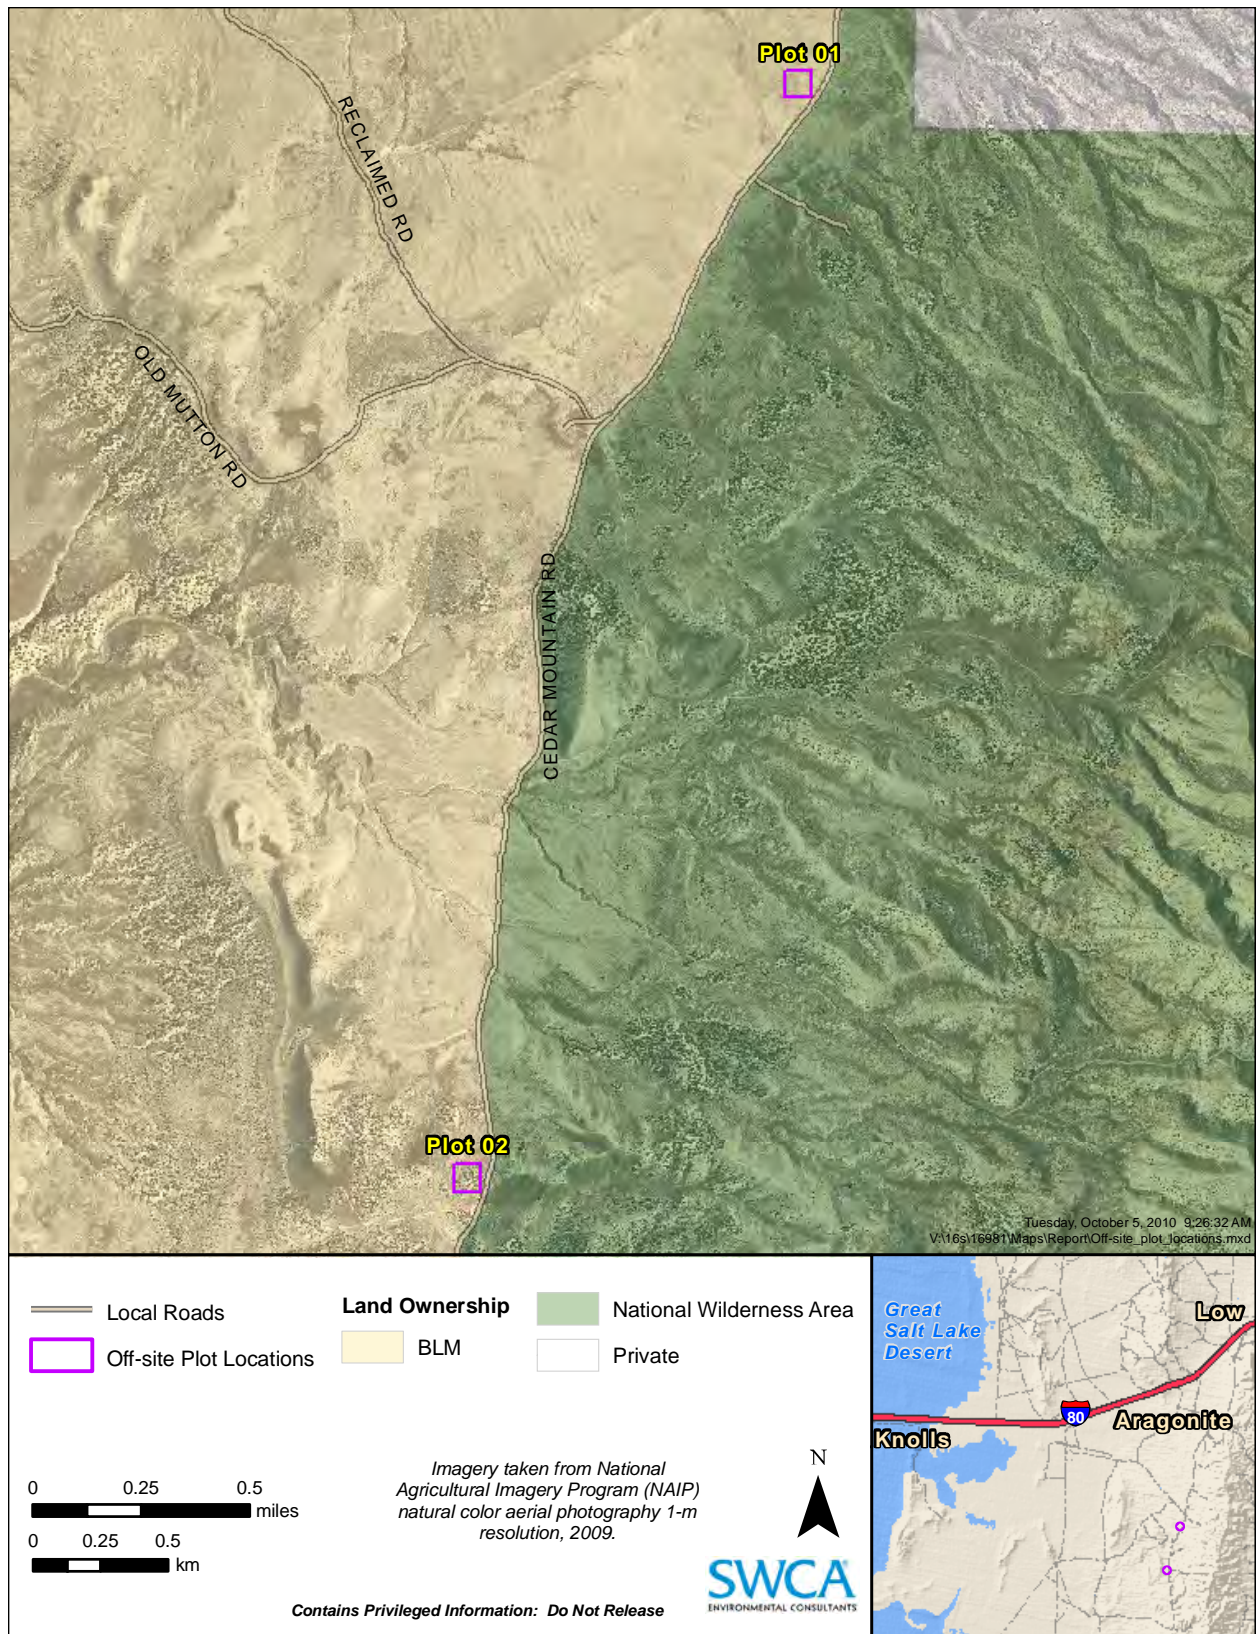 Plot 01
RECLAIMED RD
OLD MUTTON RD
CEDAR MOUNTAIN RD
Plot 02
Tuesday, October 5, 2010 9:26:32 AM
V:\16s\16981\Maps\Report\Off-site_plot_locations.mxd
Local Roads
Off-site Plot Locations
Land Ownership
BLM
National Wilderness Area
Private
0 0.25 0.5
miles
0 0.25 0.5
km
Imagery taken from National
Agricultural Imagery Program (NAIP)
natural color aerial photography 1-m
resolution, 2009.
N
SWCA
ENVIRONMENTAL CONSULTANTS
Contains Privileged Information: Do Not Release
Great
Salt Lake
Desert
Low
80
Aragonite
Knolls